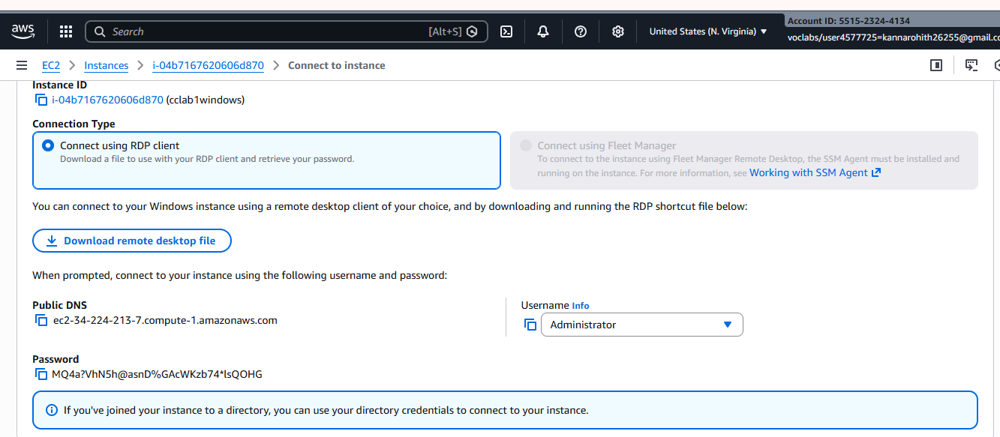 aws
Search [Alt+S]
United States (N. Virginia)
Account ID: 5515-2324-4134
voclabs/user4577725=kannarohith26255@gmail.co
EC2 > Instances > i-04b7167620606d870 > Connect to instance
Instance ID
i-04b7167620606d870 (cclab1windows)
Connection Type
Connect using RDP client
Download a file to use with your RDP client and retrieve your password.
Connect using Fleet Manager
To connect to the instance using Fleet Manager Remote Desktop, the SSM Agent must be installed and
running on the instance. For more information, see Working with SSM Agent
You can connect to your Windows instance using a remote desktop client of your choice, and by downloading and running the RDP shortcut file below:
Download remote desktop file
When prompted, connect to your instance using the following username and password:
Public DNS
ec2-34-224-213-7.compute-1.amazonaws.com
Username Info
Administrator
Password
MQ4a?VhN5h@asnD%GAcWKzb74*lsQOHG
If you've joined your instance to a directory, you can use your directory credentials to connect to your instance.